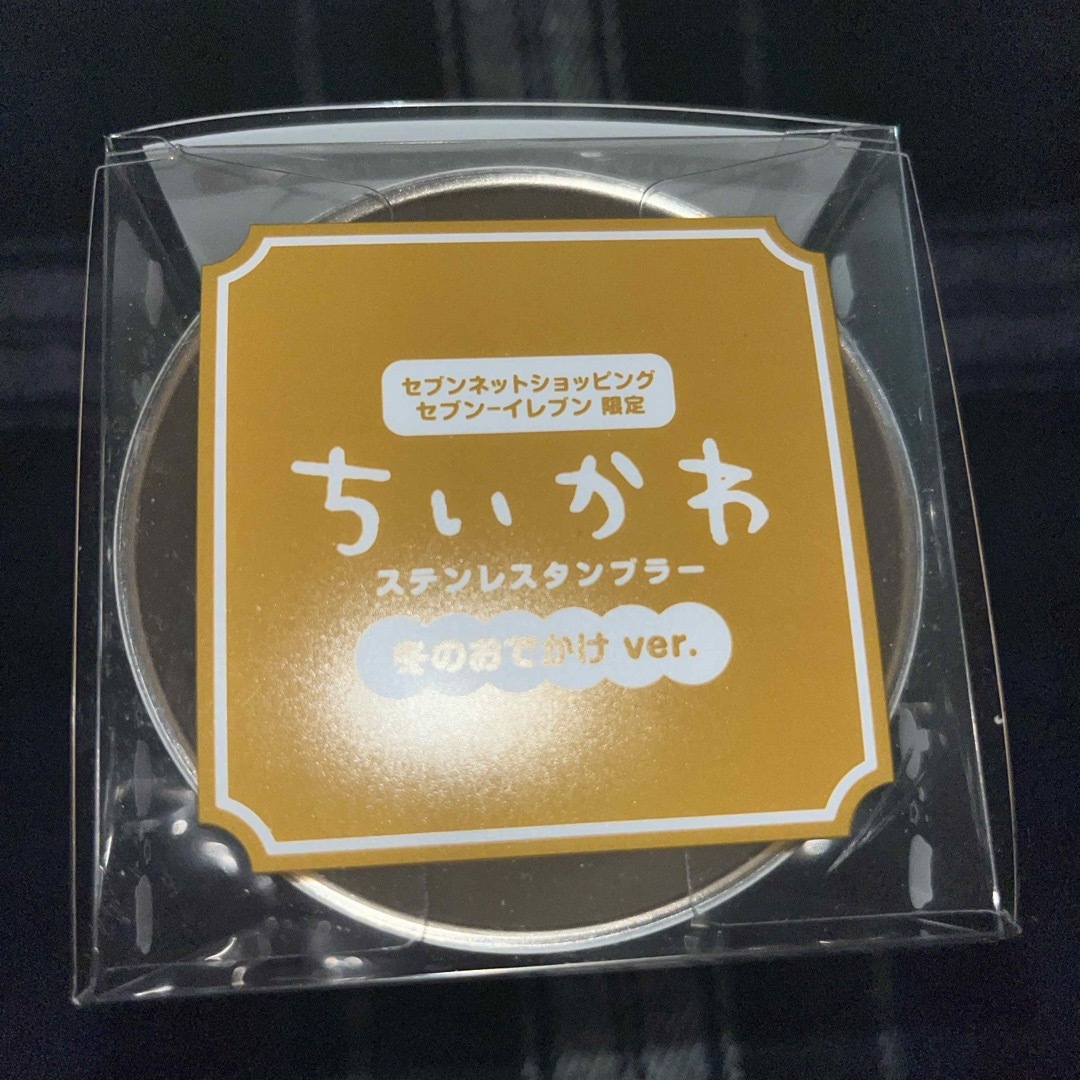 セブンネットショッピング
セブン-イレブン 限定
ちいかわ
ステンレスタンブラー
冬のおでかけ ver.